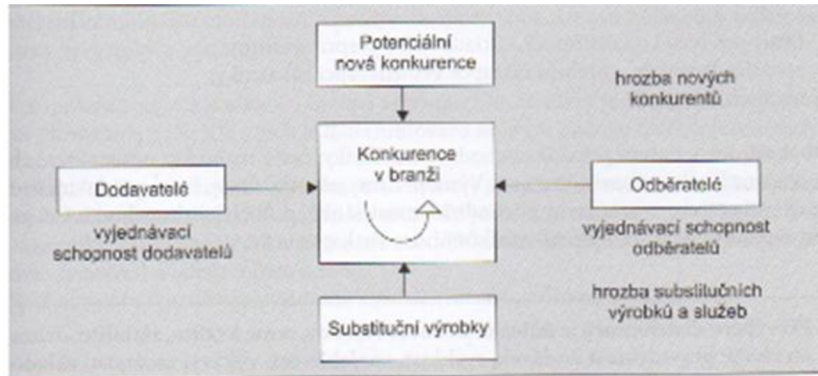 Potenciální
nová konkurence
hrozba nových
konkurentů
Konkurence
v branži
Dodavatelé
vyjednávací
schopnost dodavatelů
Odběratelé
vyjednávací schopnost
odběratelů
hrozba substitučních
výrobků a služeb
Substituční výrobky